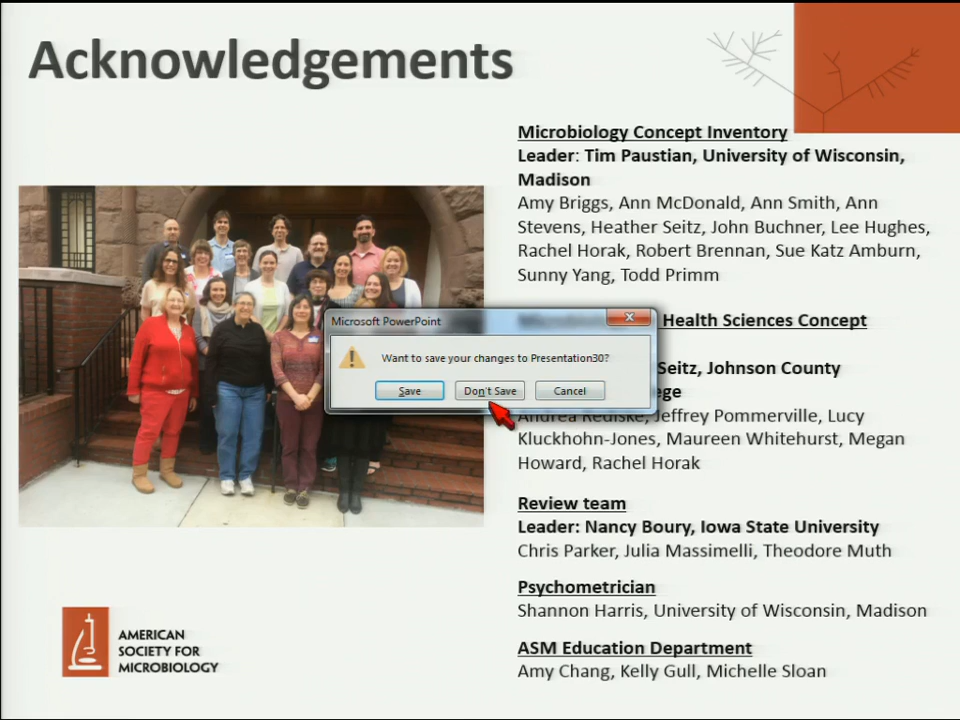 Acknowledgements
Microbiology Concept Inventory
Leader: Tim Paustian, University of Wisconsin,
Madison
Amy Briggs, Ann McDonald, Ann Smith, Ann
Stevens, Heather Seitz, John Buchner, Lee Hughes,
Rachel Horak, Robert Brennan, Sue Katz Amburn,
Sunny Yang, Todd Primm
Health Sciences Concept
Seitz, Johnson County
ege
Andrea Rediske, Jeffrey Pommerville, Lucy
Kluckhohn-Jones, Maureen Whitehurst, Megan
Howard, Rachel Horak
Review team
Leader: Nancy Boury, Iowa State University
Chris Parker, Julia Massimelli, Theodore Muth
Psychometrician
Shannon Harris, University of Wisconsin, Madison
ASM Education Department
Amy Chang, Kelly Gull, Michelle Sloan
Microsoft PowerPoint
Want to save your changes to Presentation30?
Save Don't Save Cancel
AMERICAN
SOCIETY FOR
MICROBIOLOGY